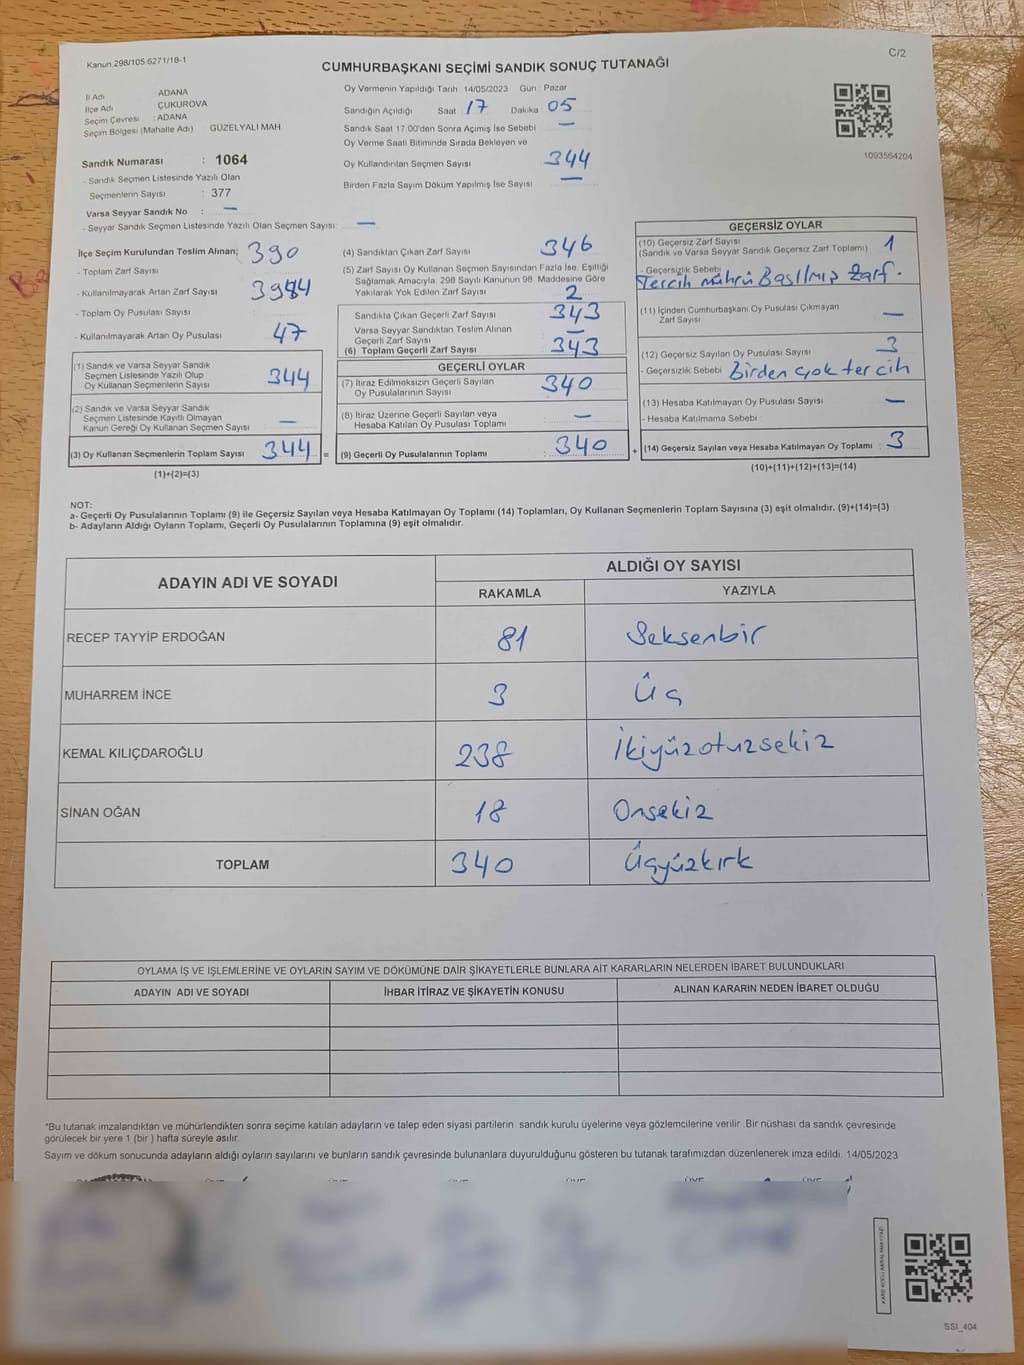 Kanun.298/105 6271/18-1
C/2
CUMHURBAŞKANI SEÇİMİ SANDIK SONUÇ TUTANAĞI
İl Adı ADANA
İlçe Adı ÇUKUROVA
Seçim Çevresi : ADANA
Seçim Bölgesi (Mahalle Adı) GÜZELYALI MAH
Sandık Numarası : 1064
- Sandık Seçmen Listesinde Yazılı Olan
Seçmenlerin Sayısı : 377
Varsa Seyyar Sandık No : —
- Seyyar Sandık Seçmen Listesinde Yazılı Olan Seçmen Sayısı: —
Oy Vermenin Yapıldığı Tarih 14/05/2023 Gün : Pazar
Sandığın Açıldığı Saat 17 Dakika : 05
Sandık Saat 17.00'den Sonra Açımış İse Sebebi —
Oy Verme Saati Bitiminde Sırada Bekleyen ve
Oy Kullandırılan Seçmen Sayısı 344
Birden Fazla Sayım Döküm Yapılmış İse Sayısı —
1093564204
İlçe Seçim Kurulundan Teslim Alınan; 390
- Toplam Zarf Sayısı
- Kullanılmayarak Artan Zarf Sayısı
- Toplam Oy Pusulası Sayısı
- Kullanılmayarak Artan Oy Pusulası 47
(1) Sandık ve Varsa Seyyar Sandık
Seçmen Listesinde Yazılı Olup
Oy Kullanan Seçmenlerin Sayısı 344
(2) Sandık ve Varsa Seyyar Sandık
Seçmen Listesinde Kayıtlı Olmayan
Kanun Gereği Oy Kullanan Seçmen Sayısı —
(3) Oy Kullanan Seçmenlerin Toplam Sayısı 344 =
(1)+(2)=(3)
(4) Sandıktan Çıkan Zarf Sayısı 346
(5) Zarf Sayısı Oy Kullanan Seçmen Sayısından Fazla İse, Eşitliği
Sağlamak Amacıyla; 298 Sayılı Kanunun 98. Maddesine Göre
Yakılarak Yok Edilen Zarf Sayısı 2
Sandıkta Çıkan Geçerli Zarf Sayısı 343
Varsa Seyyar Sandıktan Teslim Alınan
Geçerli Zarf Sayısı —
(6) Toplam Geçerli Zarf Sayısı 343
GEÇERLİ OYLAR
(7) İtiraz Edilmeksizin Geçerli Sayılan
Oy Pusulalarının Sayısı 340
(8) İtiraz Üzerine Geçerli Sayılan veya
Hesaba Katılan Oy Pusulası Toplamı —
(9) Geçerli Oy Pusulalarının Toplamı 340 +
GEÇERSİZ OYLAR
(10) Geçersiz Zarf Sayısı 1
(Sandık ve Varsa Seyyar Sandık Geçersiz Zarf Toplamı)
- Geçersizlik Sebebi
Tercih mührü Basılmış Zarf.
(11) İçinden Cumhurbaşkanı Oy Pusulası Çıkmayan
Zarf Sayısı —
(12) Geçersiz Sayılan Oy Pusulası Sayısı 3
- Geçersizlik Sebebi Birden çok tercih
(13) Hesaba Katılmayan Oy Pusulası Sayısı —
- Hesaba Katılmama Sebebi
(14) Geçersiz Sayılan veya Hesaba Katılmayan Oy Toplamı : 3
(10)+(11)+(12)+(13)=(14)
NOT:
a- Geçerli Oy Pusulalarının Toplamı (9) ile Geçersiz Sayılan veya Hesaba Katılmayan Oy Toplamı (14) Toplamları, Oy Kullanan Seçmenlerin Toplam Sayısına (3) eşit olmalıdır. (9)+(14)=(3)
b- Adayların Aldığı Oyların Toplamı, Geçerli Oy Pusulalarının Toplamına (9) eşit olmalıdır.
ADAYIN ADI VE SOYADI
ALDIĞI OY SAYISI
RAKAMLA YAZIYLA
RECEP TAYYİP ERDOĞAN 81 Seksenbir
MUHARREM İNCE 3 Üç
KEMAL KILIÇDAROĞLU 238 İkiyüzotuzsekiz
SİNAN OĞAN 18 Onsekiz
TOPLAM 340 Üçyüzkırk
OYLAMA İŞ VE İŞLEMLERİNE VE OYLARIN SAYIM VE DÖKÜMÜNE DAİR ŞİKAYETLERLE BUNLARA AİT KARARLARIN NELERDEN İBARET BULUNDUKLARI
ADAYIN ADI VE SOYADI İHBAR İTİRAZ VE ŞİKAYETİN KONUSU ALINAN KARARIN NEDEN İBARET OLDUĞU
*Bu tutanak imzalandıktan ve mühürlendikten sonra seçime katılan adayların ve talep eden siyasi partilerin sandık kurulu üyelerine veya gözlemcilerine verilir .Bir nüshası da sandık çevresinde
görülecek bir yere 1 (bir ) hafta süreyle asılır.
Sayım ve döküm sonucunda adayların aldığı oyların sayılarını ve bunların sandık çevresinde bulunanlara duyurulduğunu gösteren bu tutanak tarafımızdan düzenlenerek imza edildi. 14/05/2023
SSI_404